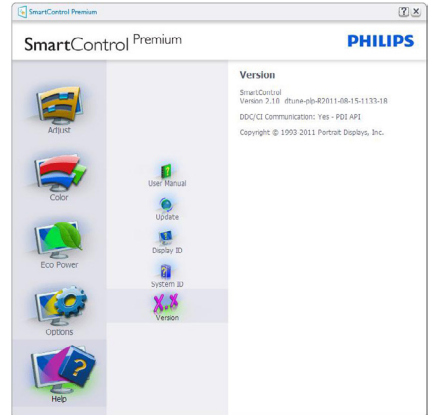 SmartControl Premium
SmartControl Premium
PHILIPS
Adjust
Color
Eco Power
Options
Help
User Manual
Update
Display ID
System ID
X.X
Version
Version
SmartControl
Version 2.10 dtune-plp-R2011-08-15-1133-18
DDC/CI Communication: Yes - PDI API
Copyright © 1993-2011 Portrait Displays, Inc.